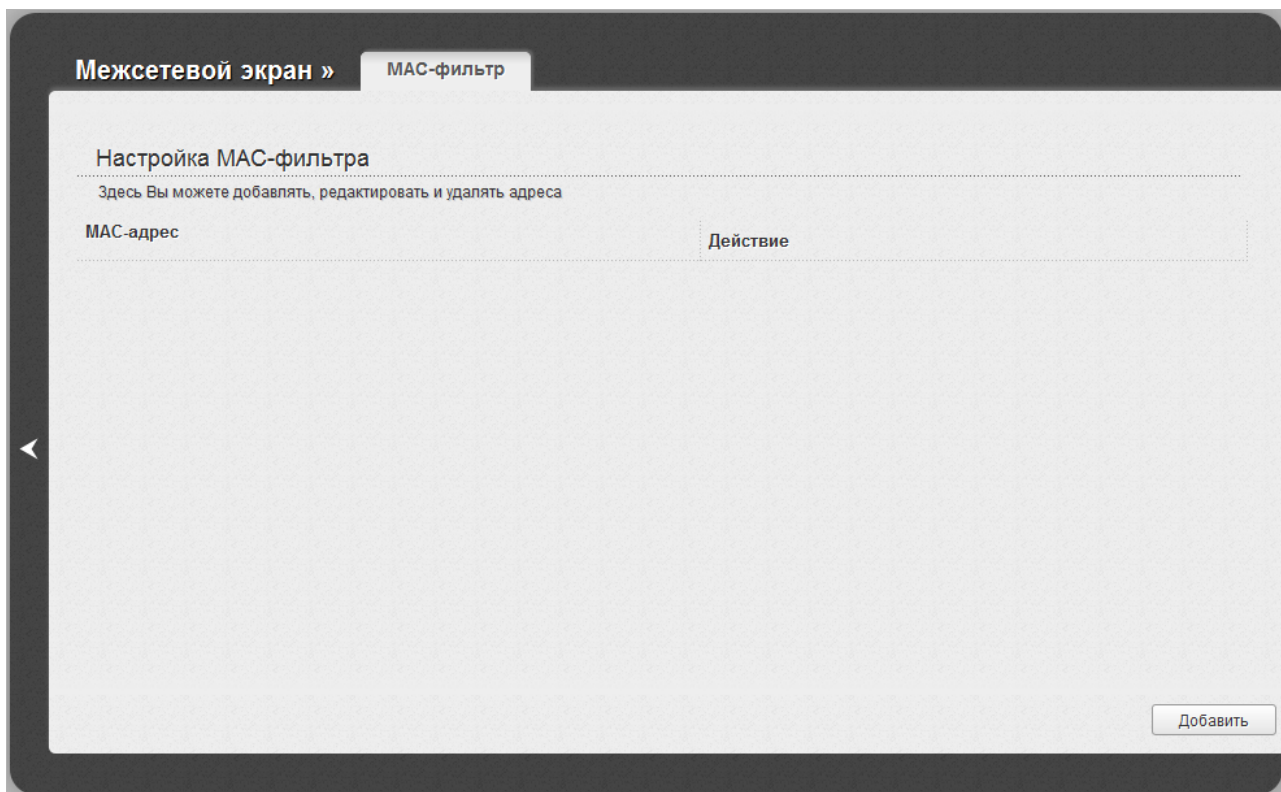 Межсетевой экран »
MAC-фильтр
Настройка MAC-фильтра
Здесь Вы можете добавлять, редактировать и удалять адреса
MAC-адрес
Действие
Добавить